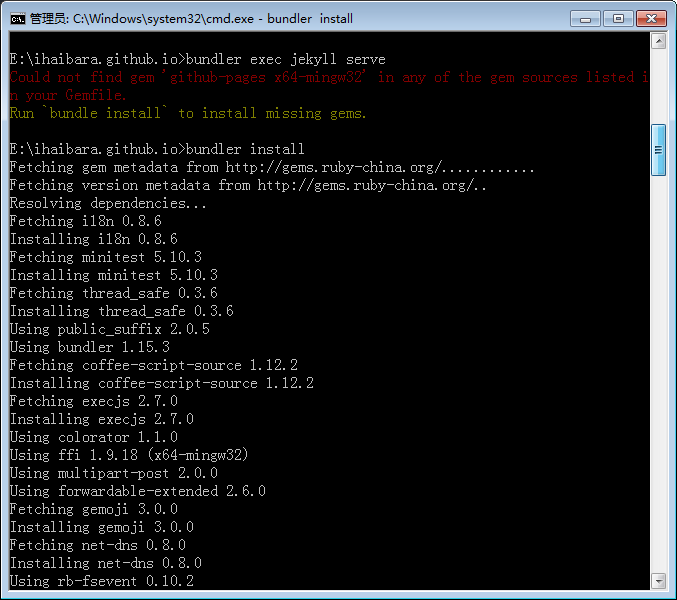 管理员: C:\Windows\system32\cmd.exe - bundler  install
E:\ihaibara.github.io>bundler exec jekyll serve
Could not find gem 'github-pages x64-mingw32' in any of the gem sources listed i
n your Gemfile.
Run `bundle install` to install missing gems.
E:\ihaibara.github.io>bundler install
Fetching gem metadata from http://gems.ruby-china.org/............
Fetching version metadata from http://gems.ruby-china.org/..
Resolving dependencies...
Fetching i18n 0.8.6
Installing i18n 0.8.6
Fetching minitest 5.10.3
Installing minitest 5.10.3
Fetching thread_safe 0.3.6
Installing thread_safe 0.3.6
Using public_suffix 2.0.5
Using bundler 1.15.3
Fetching coffee-script-source 1.12.2
Installing coffee-script-source 1.12.2
Fetching execjs 2.7.0
Installing execjs 2.7.0
Using colorator 1.1.0
Using ffi 1.9.18 (x64-mingw32)
Using multipart-post 2.0.0
Using forwardable-extended 2.6.0
Fetching gemoji 3.0.0
Installing gemoji 3.0.0
Fetching net-dns 0.8.0
Installing net-dns 0.8.0
Using rb-fsevent 0.10.2